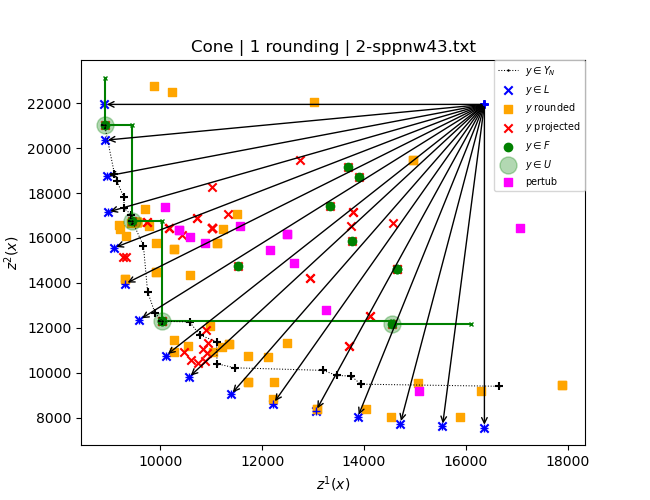 Cone | 1 rounding | 2-sppnw43.txt
z²(x)
22000
20000
18000
16000
14000
12000
10000
8000
10000 12000 14000 16000 18000
z¹(x)
y ∈ Y_N
y ∈ L
y rounded
y projected
y ∈ F
y ∈ U
pertub